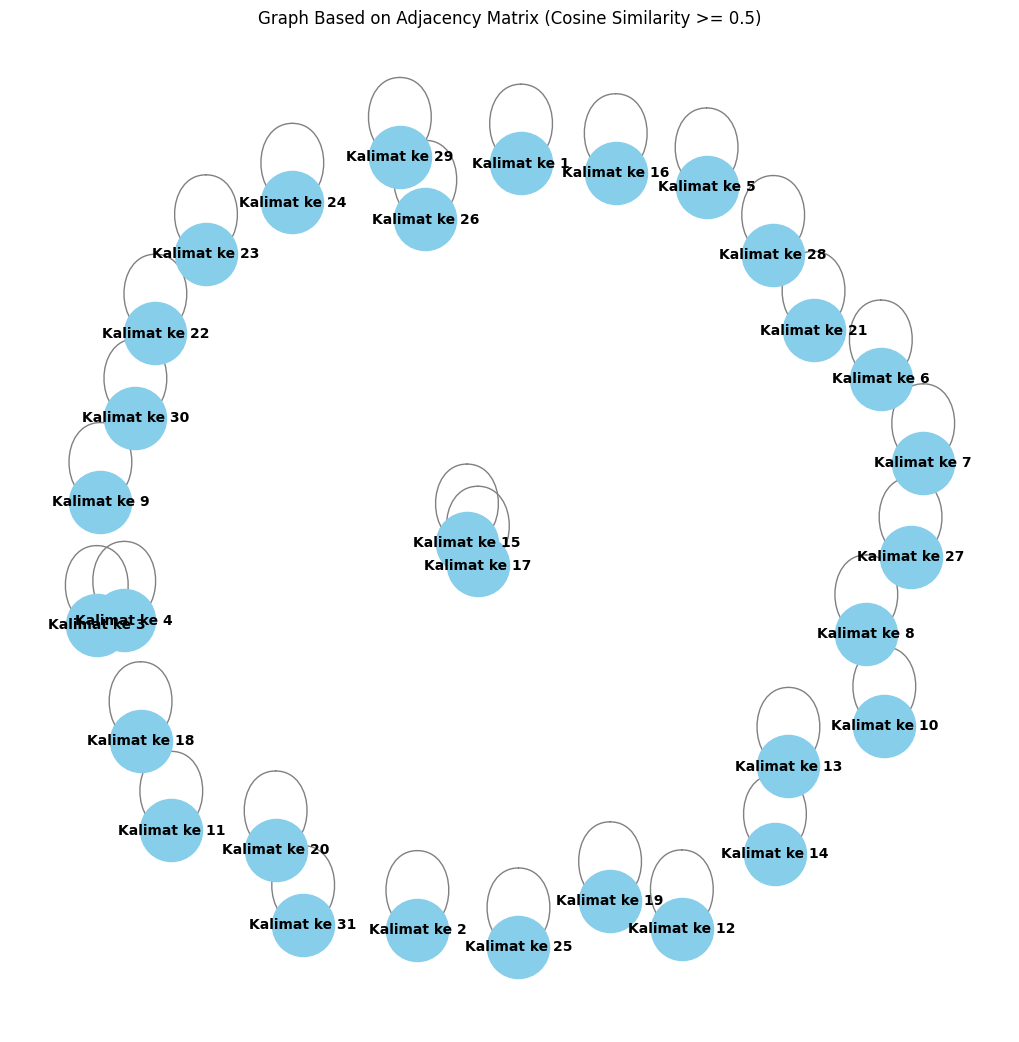 Graph Based on Adjacency Matrix (Cosine Similarity >= 0.5)
Kalimat ke 29
Kalimat ke 1
Kalimat ke 16
Kalimat ke 5
Kalimat ke 24
Kalimat ke 26
Kalimat ke 23
Kalimat ke 28
Kalimat ke 22
Kalimat ke 21
Kalimat ke 6
Kalimat ke 30
Kalimat ke 7
Kalimat ke 9
Kalimat ke 15
Kalimat ke 27
Kalimat ke 17
Kalimat ke 4
Kalimat ke 3
Kalimat ke 8
Kalimat ke 10
Kalimat ke 18
Kalimat ke 13
Kalimat ke 11
Kalimat ke 20
Kalimat ke 14
Kalimat ke 19
Kalimat ke 31
Kalimat ke 2
Kalimat ke 12
Kalimat ke 25